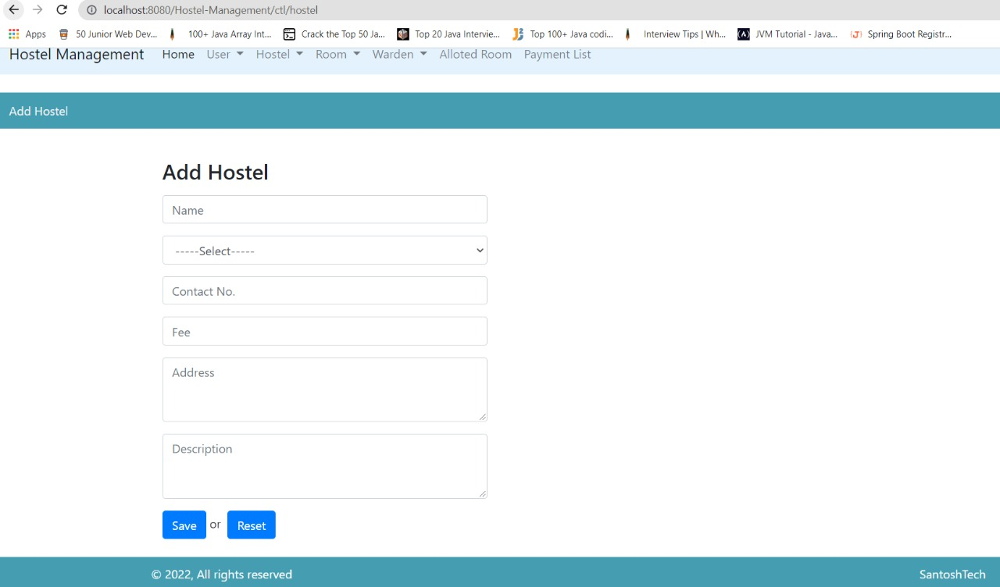 localhost:8080/Hostel-Management/ctl/hostel
Apps 50 Junior Web Dev... 100+ Java Array Int... Crack the Top 50 Ja... Top 20 Java Intervie... Top 100+ Java codi... Interview Tips | Wh... JVM Tutorial - Java... Spring Boot Registr...
Hostel Management Home User Hostel Room Warden Alloted Room Payment List
Add Hostel
Add Hostel
Name
-----Select-----
Contact No.
Fee
Address
Description
Save or Reset
© 2022, All rights reserved SantoshTech